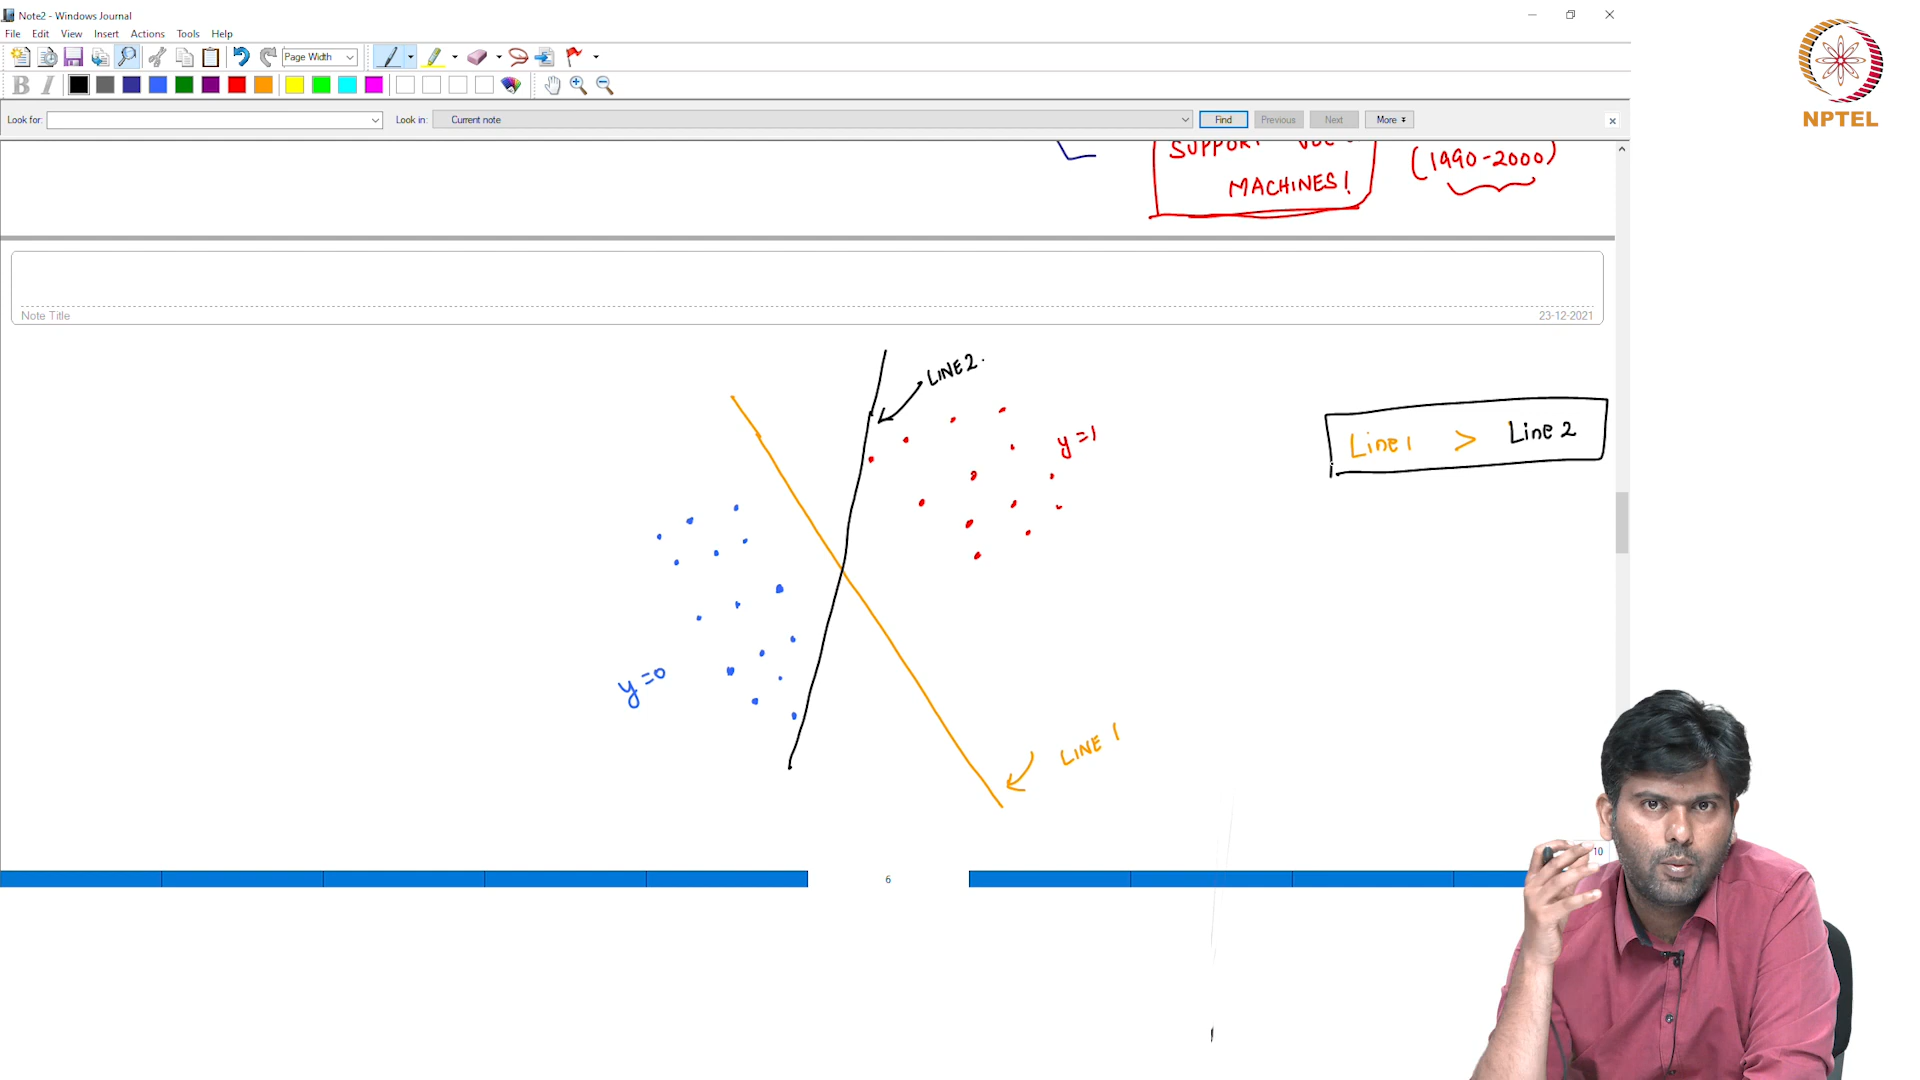 Note2 - Windows Journal
File Edit View Insert Actions Tools Help
Page Width
B I
Look for: Look in: Current note Find Previous Next More
SUPPORT
(1990-2000)
MACHINES!
Note Title
23-12-2021
LINE 2.
y=1
Line 1 > Line 2
y=0
LINE 1
10
6
NPTEL